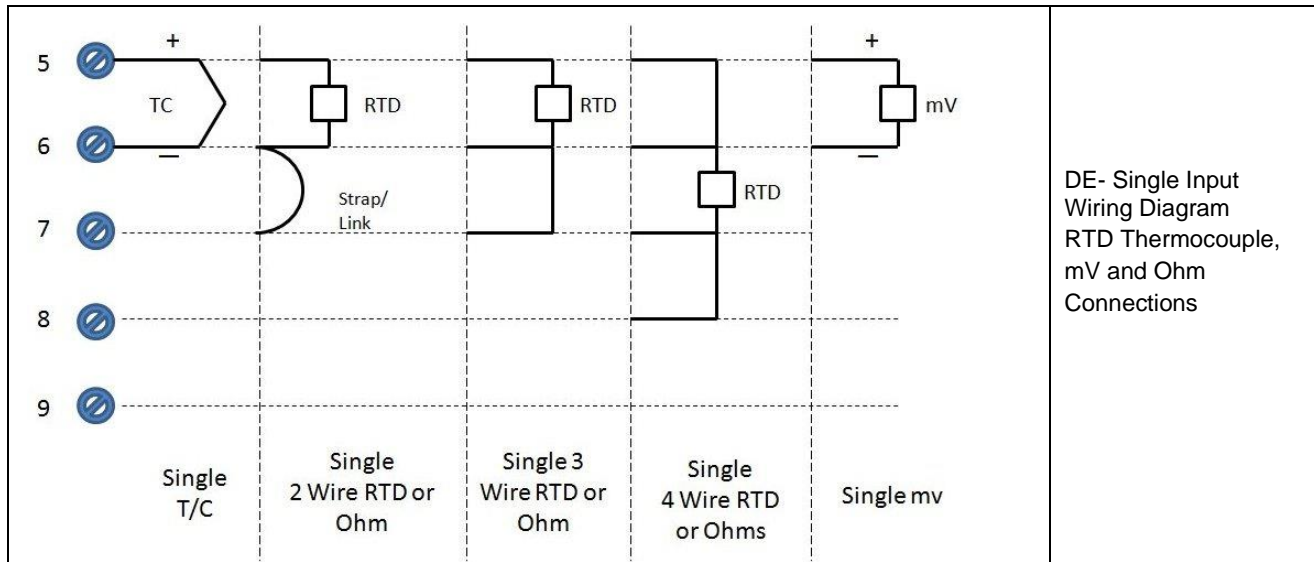 +
+
5
TC
RTD
RTD
mV
6
—
—
RTD
Strap/
Link
7
8
9
Single
T/C
Single
2 Wire RTD or
Ohm
Single 3
Wire RTD or
Ohm
Single
4 Wire RTD
or Ohms
Single mv
DE- Single Input
Wiring Diagram
RTD Thermocouple,
mV and Ohm
Connections